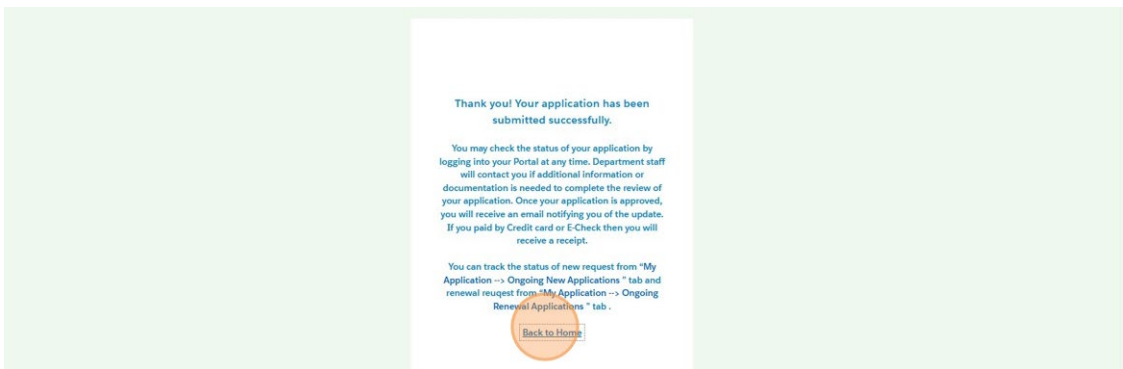 Thank you! Your application has been
submitted successfully.
You may check the status of your application by
logging into your Portal at any time. Department staff
will contact you if additional information or
documentation is needed to complete the review of
your application. Once your application is approved,
you will receive an email notifying you of the update.
If you paid by Credit card or E-Check then you will
receive a receipt.
You can track the status of new request from “My
Application --> Ongoing New Applications ” tab and
renewal reuqest from “My Application --> Ongoing
Renewal Applications ” tab .
Back to Home